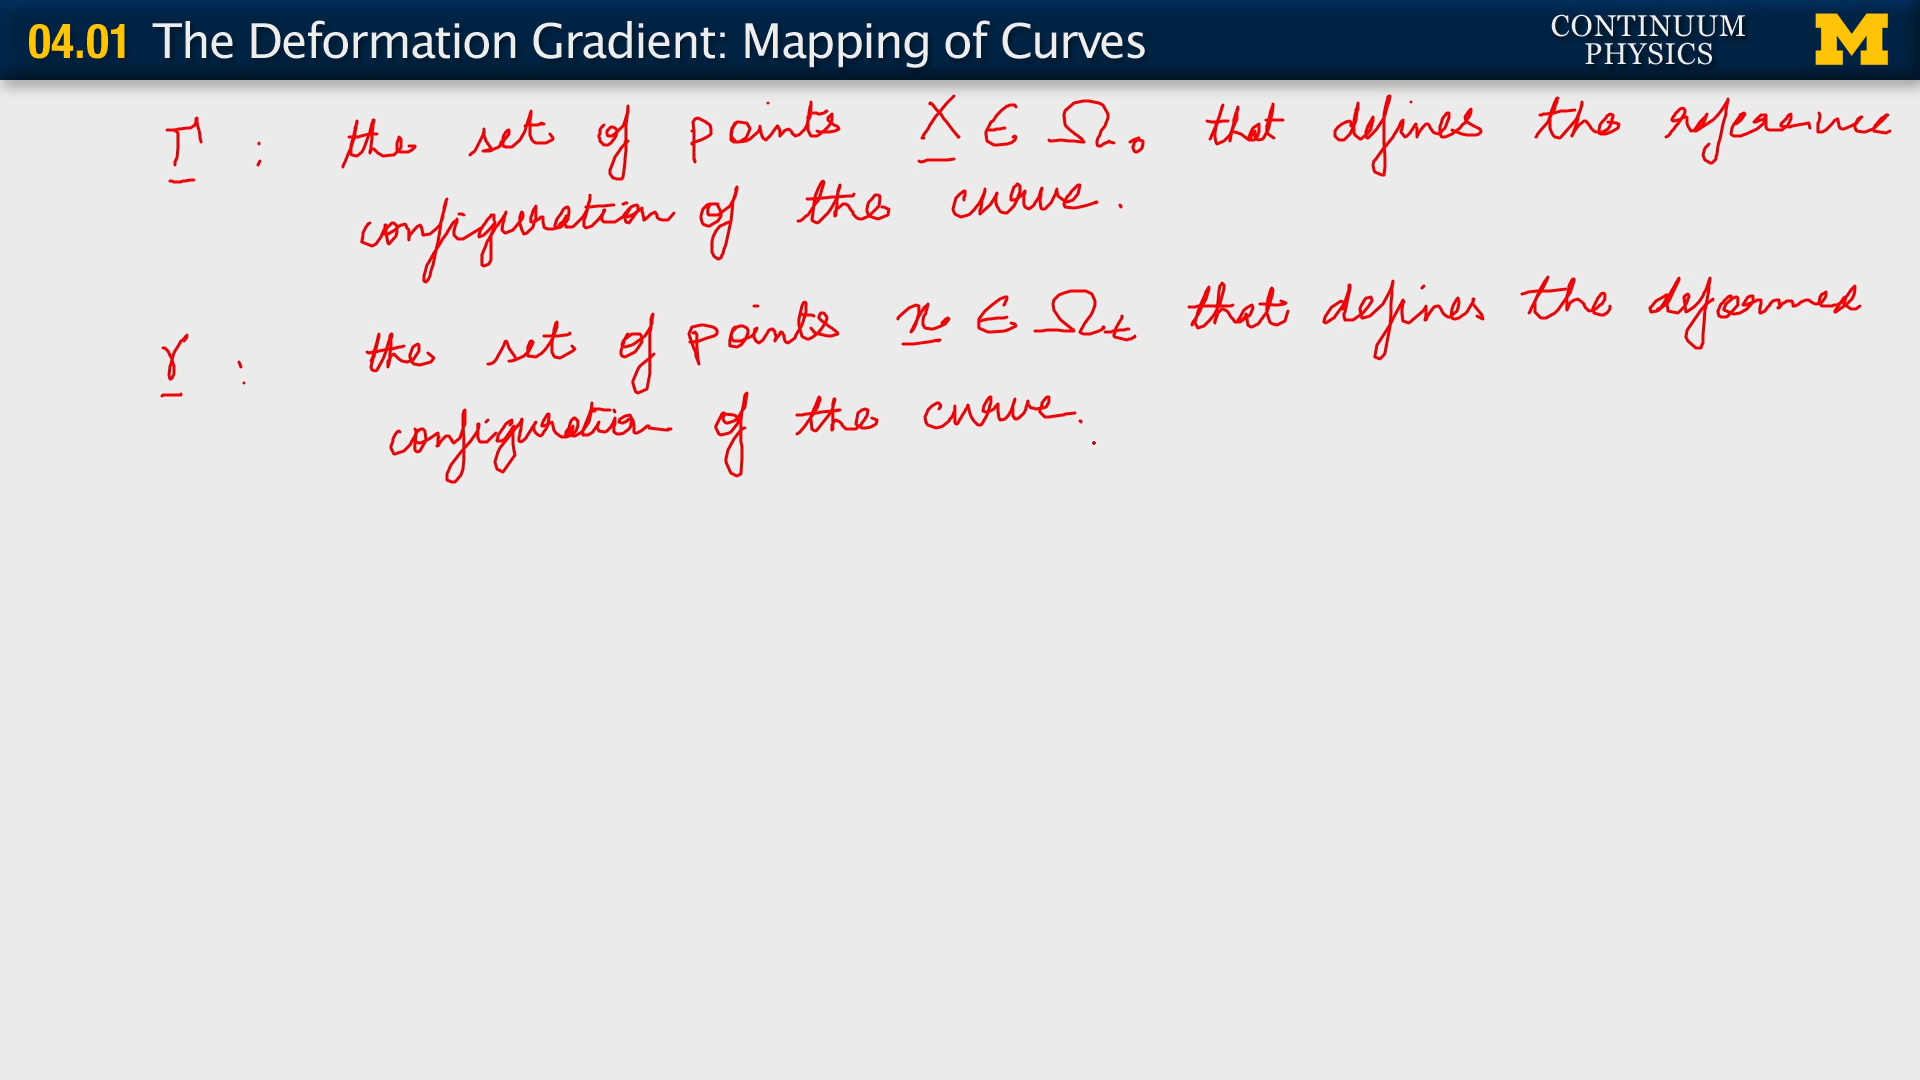 04.01 The Deformation Gradient: Mapping of Curves
CONTINUUM
PHYSICS
M
Γ : the set of points X ∈ Ω₀ that defines the reference
configuration of the curve.
γ : the set of points x ∈ Ωₜ that defines the deformed
configuration of the curve.